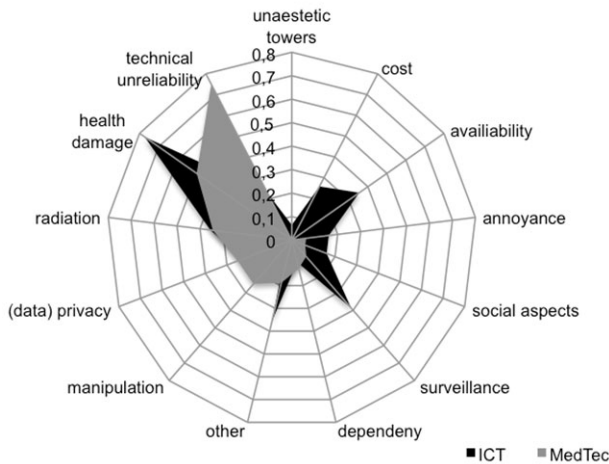 unaestetic
towers
cost
availiability
annoyance
social aspects
surveillance
dependeny
other
manipulation
(data) privacy
radiation
health
damage
technical
unreliability
0,8
0,7
0,6
0,5
0,4
0,3
0,2
0,1
0
ICT MedTec